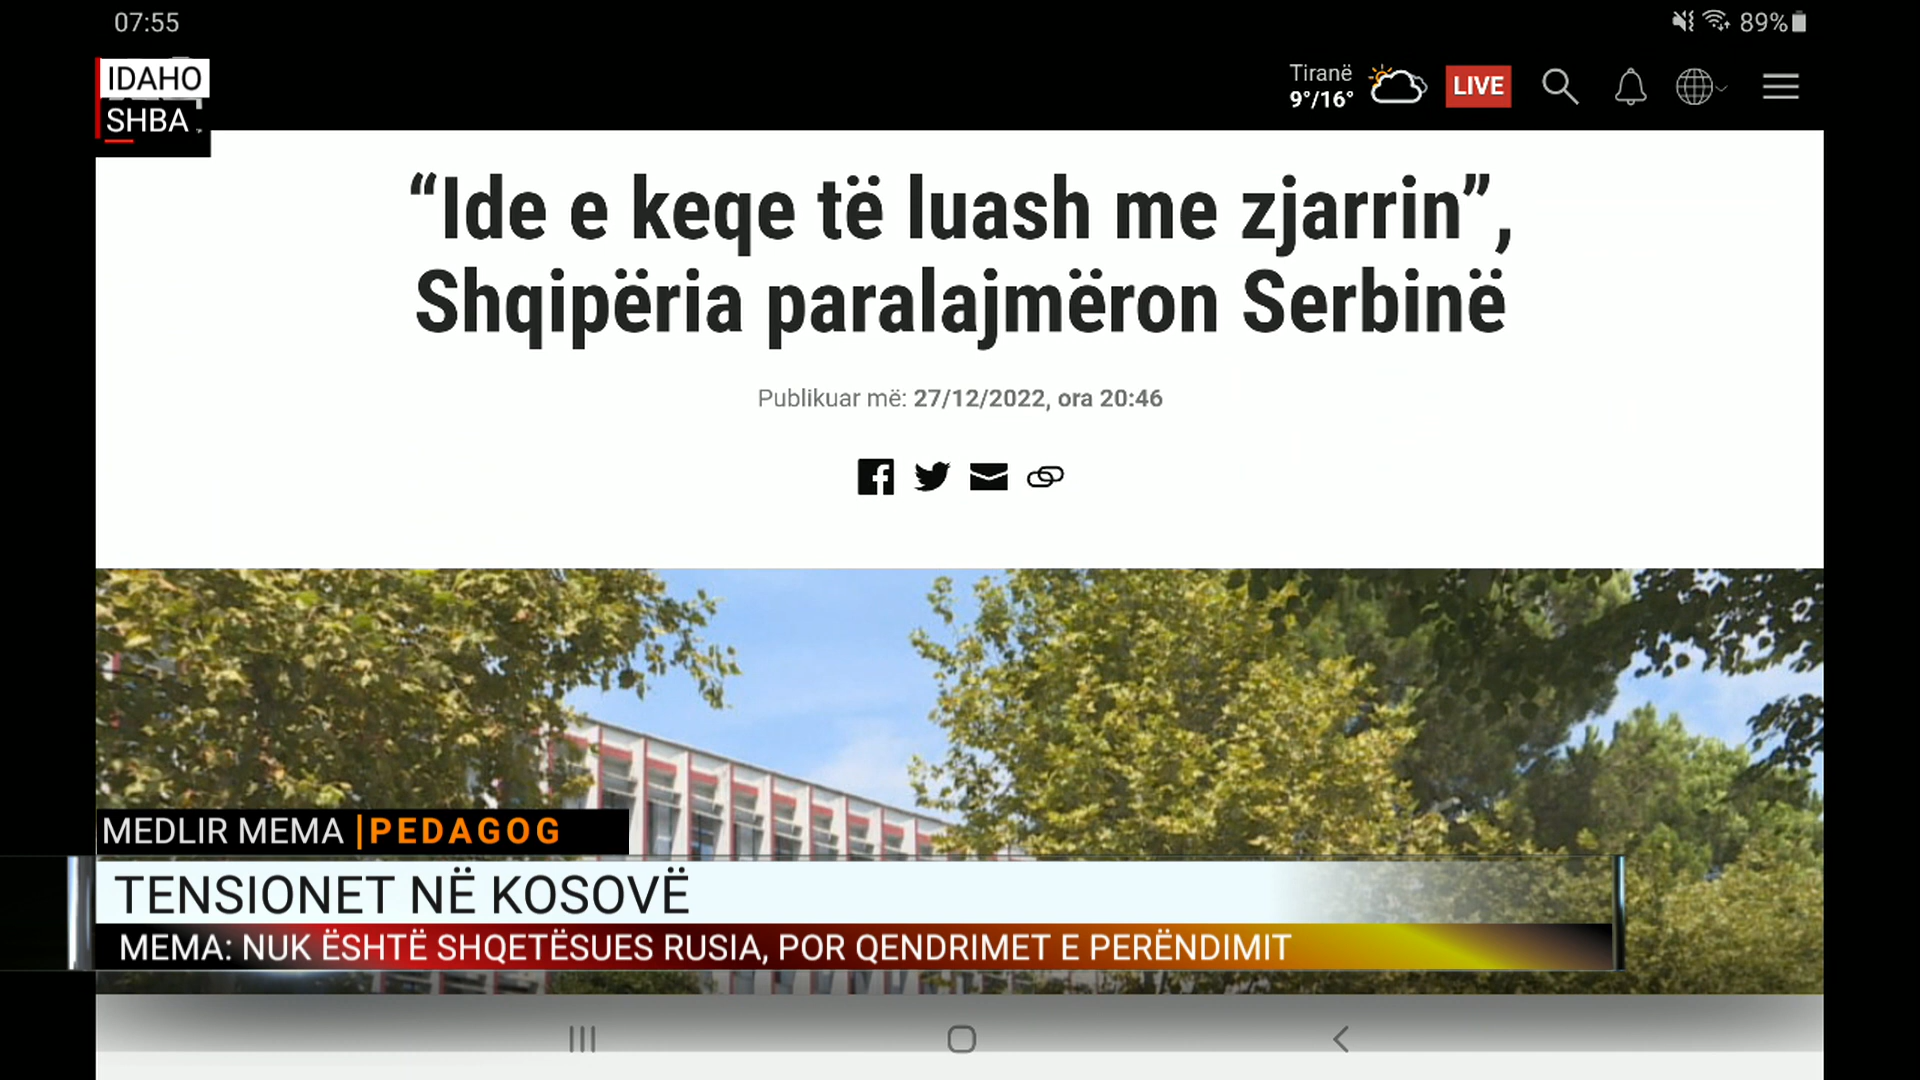 07:55
89%
IDAHO
SHBA
Tiranë
9°/16°
LIVE
“Ide e keqe të luash me zjarrin”,
Shqipëria paralajmëron Serbinë
Publikuar më: 27/12/2022, ora 20:46
MEDLIR MEMA |PEDAGOG
TENSIONET NË KOSOVË
MEMA: NUK ËSHTË SHQETËSUES RUSIA, POR QENDRIMET E PERËNDIMIT